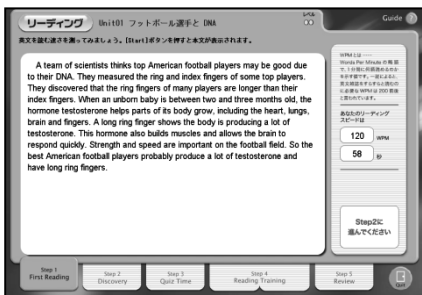 リーディング Unit01 フットボール選手と DNA
レベル
Guide
英文を読む速さを測ってみましょう。[Start]ボタンを押すと本文が表示されます。
A team of scientists thinks top American football players may be good due
to their DNA. They measured the ring and index fingers of some top players.
They discovered that the ring fingers of many players are longer than their
index fingers. When an unborn baby is between two and three months old, the
hormone testosterone helps parts of its body grow, including the heart, lungs,
brain and fingers. A long ring finger shows the body is producing a lot of
testosterone. This hormone also builds muscles and allows the brain to
respond quickly. Strength and speed are important on the football field. So the
best American football players probably produce a lot of testosterone and
have long ring fingers.
WPM とは
Words Per Minute の略
あなたのリーディング
スピードは
120 WPM
58 秒
Step2に
進んでください
Step 1
First Reading
Step 2
Discovery
Step 3
Quiz Time
Step 4
Reading Training
Step 5
Review
Quit